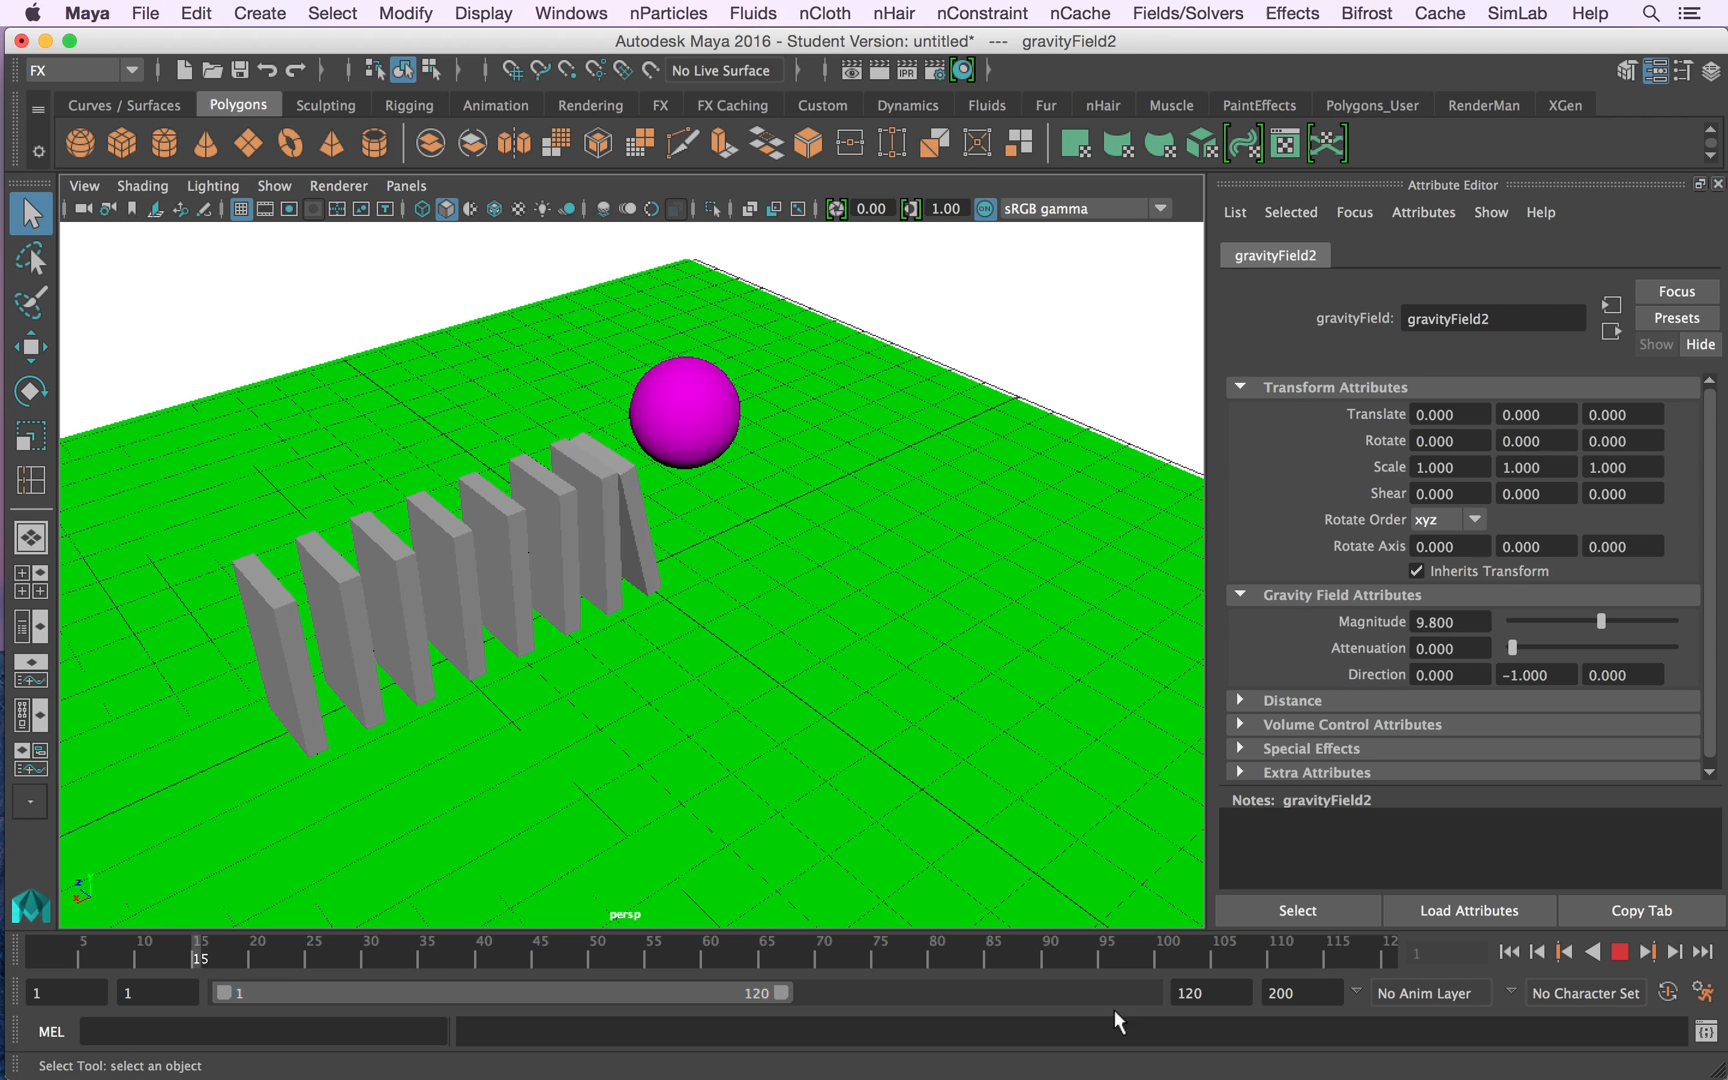 Maya File Edit Create Select Modify Display Windows nParticles Fluids nCloth nHair nConstraint nCache Fields/Solvers Effects Bifrost Cache SimLab Help
Autodesk Maya 2016 - Student Version: untitled* --- gravityField2
FX No Live Surface IPR
Curves / Surfaces Polygons Sculpting Rigging Animation Rendering FX FX Caching Custom Dynamics Fluids Fur nHair Muscle PaintEffects Polygons_User RenderMan XGen
View Shading Lighting Show Renderer Panels
0.00 1.00 ON sRGB gamma
Attribute Editor
List Selected Focus Attributes Show Help
gravityField2
gravityField: gravityField2
Focus
Presets
Show Hide
Transform Attributes
Translate 0.000 0.000 0.000
Rotate 0.000 0.000 0.000
Scale 1.000 1.000 1.000
Shear 0.000 0.000 0.000
Rotate Order xyz
Rotate Axis 0.000 0.000 0.000
Inherits Transform
Gravity Field Attributes
Magnitude 9.800
Attenuation 0.000
Direction 0.000 -1.000 0.000
Distance
Volume Control Attributes
Special Effects
Extra Attributes
Notes: gravityField2
Select Load Attributes Copy Tab
z y x
persp
5 10 15 20 25 30 35 40 45 50 55 60 65 70 75 80 85 90 95 100 105 110 115 12
15
1
1 1 1 120 120 200 No Anim Layer No Character Set
MEL
Select Tool: select an object